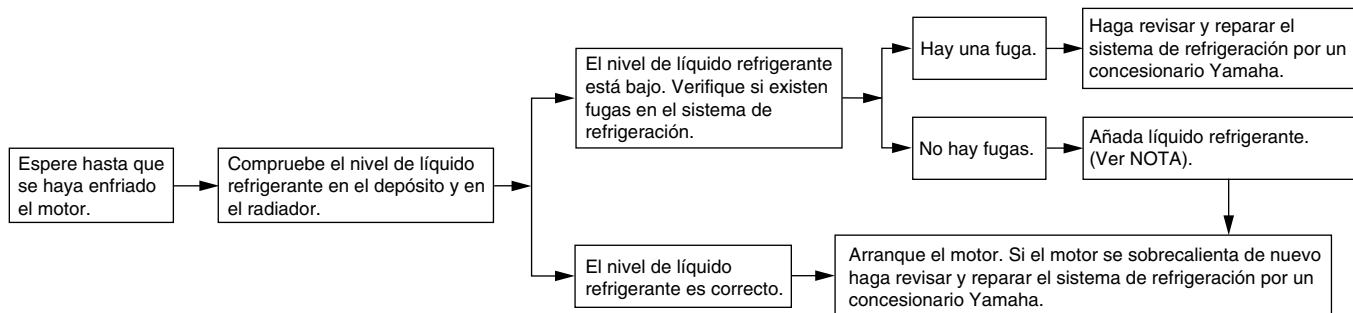 Espere hasta que
se haya enfriado
el motor.
Compruebe el nivel de líquido
refrigerante en el depósito y en
el radiador.
El nivel de líquido refrigerante
está bajo. Verifique si existen
fugas en el sistema de
refrigeración.
Hay una fuga.
Haga revisar y reparar el
sistema de refrigeración por un
concesionario Yamaha.
No hay fugas.
Añada líquido refrigerante.
(Ver NOTA).
El nivel de líquido
refrigerante es correcto.
Arranque el motor. Si el motor se sobrecalienta de nuevo
haga revisar y reparar el sistema de refrigeración por un
concesionario Yamaha.